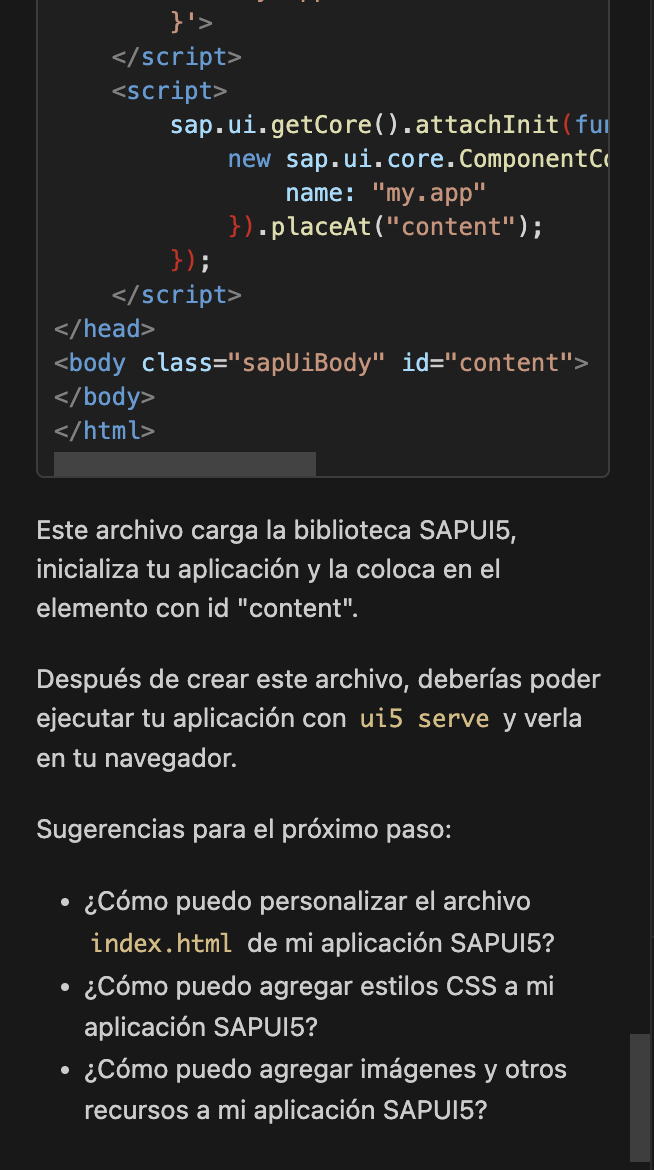 }'>
</script>
<script>
sap.ui.getCore().attachInit(fun
new sap.ui.core.ComponentCo
name: "my.app"
}).placeAt("content");
});
</script>
</head>
<body class="sapUiBody" id="content">
</body>
</html>
Este archivo carga la biblioteca SAPUI5,
inicializa tu aplicación y la coloca en el
elemento con id "content".
Después de crear este archivo, deberías poder
ejecutar tu aplicación con ui5 serve y verla
en tu navegador.
Sugerencias para el próximo paso:
• ¿Cómo puedo personalizar el archivo
index.html de mi aplicación SAPUI5?
• ¿Cómo puedo agregar estilos CSS a mi
aplicación SAPUI5?
• ¿Cómo puedo agregar imágenes y otros
recursos a mi aplicación SAPUI5?